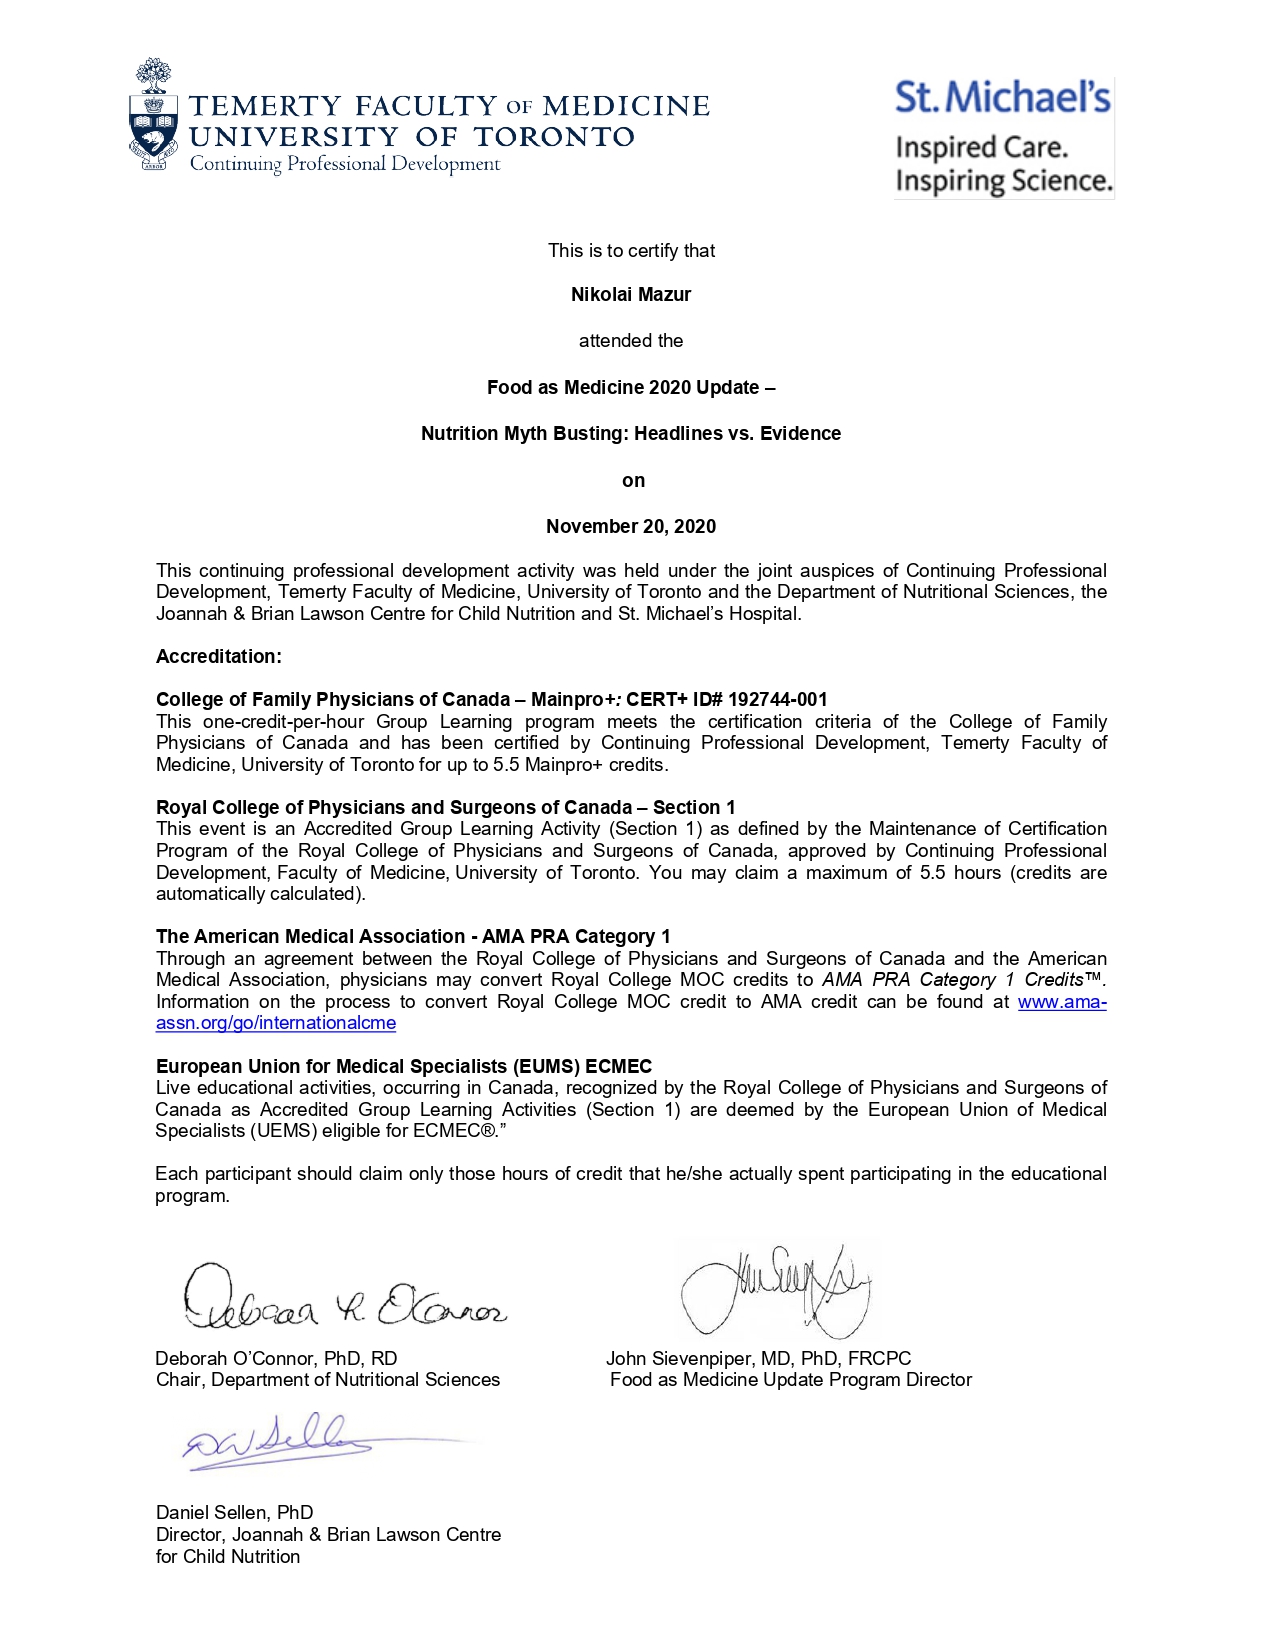 TEMERTY FACULTY OF MEDICINE
UNIVERSITY OF TORONTO
Continuing Professional Development
St. Michael's
Inspired Care.
Inspiring Science.
This is to certify that
Nikolai Mazur
attended the
Food as Medicine 2020 Update –
Nutrition Myth Busting: Headlines vs. Evidence
on
November 20, 2020
This continuing professional development activity was held under the joint auspices of Continuing Professional
Development, Temerty Faculty of Medicine, University of Toronto and the Department of Nutritional Sciences, the
Joannah & Brian Lawson Centre for Child Nutrition and St. Michael's Hospital.
Accreditation:
College of Family Physicians of Canada – Mainpro+: CERT+ ID# 192744-001
This one-credit-per-hour Group Learning program meets the certification criteria of the College of Family
Physicians of Canada and has been certified by Continuing Professional Development, Temerty Faculty of
Medicine, University of Toronto for up to 5.5 Mainpro+ credits.
Royal College of Physicians and Surgeons of Canada – Section 1
This event is an Accredited Group Learning Activity (Section 1) as defined by the Maintenance of Certification
Program of the Royal College of Physicians and Surgeons of Canada, approved by Continuing Professional
Development, Faculty of Medicine, University of Toronto. You may claim a maximum of 5.5 hours (credits are
automatically calculated).
The American Medical Association - AMA PRA Category 1
Through an agreement between the Royal College of Physicians and Surgeons of Canada and the American
Medical Association, physicians may convert Royal College MOC credits to AMA PRA Category 1 Credits™.
Information on the process to convert Royal College MOC credit to AMA credit can be found at www.ama-
assn.org/go/internationalcme
European Union for Medical Specialists (EUMS) ECMEC
Live educational activities, occurring in Canada, recognized by the Royal College of Physicians and Surgeons of
Canada as Accredited Group Learning Activities (Section 1) are deemed by the European Union of Medical
Specialists (UEMS) eligible for ECMEC®.”
Each participant should claim only those hours of credit that he/she actually spent participating in the educational
program.
Deborah O'Connor, PhD, RD
Chair, Department of Nutritional Sciences
John Sievenpiper, MD, PhD, FRCPC
Food as Medicine Update Program Director
Daniel Sellen, PhD
Director, Joannah & Brian Lawson Centre
for Child Nutrition